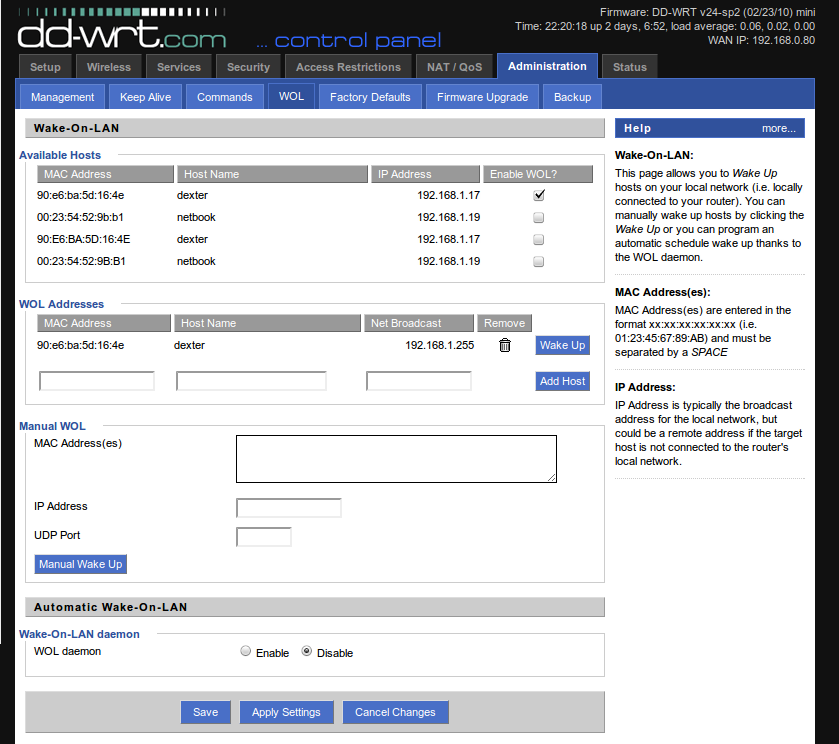 Firmware: DD-WRT v24-sp2 (02/23/10) mini
Time: 22:20:18 up 2 days, 6:52, load average: 0.06, 0.02, 0.00
WAN IP: 192.168.0.80
dd-wrt.com ... control panel
Setup Wireless Services Security Access Restrictions NAT / QoS Administration Status
Management Keep Alive Commands WOL Factory Defaults Firmware Upgrade Backup
Wake-On-LAN
Available Hosts
MAC Address Host Name IP Address Enable WOL?
90:e6:ba:5d:16:4e dexter 192.168.1.17
00:23:54:52:9b:b1 netbook 192.168.1.19
90:E6:BA:5D:16:4E dexter 192.168.1.17
00:23:54:52:9B:B1 netbook 192.168.1.19
WOL Addresses
MAC Address Host Name Net Broadcast Remove
90:e6:ba:5d:16:4e dexter 192.168.1.255 Wake Up
Add Host
Manual WOL
MAC Address(es)
IP Address
UDP Port
Manual Wake Up
Automatic Wake-On-LAN
Wake-On-LAN daemon
WOL daemon Enable Disable
Save Apply Settings Cancel Changes
Help more...
Wake-On-LAN:
This page allows you to Wake Up
hosts on your local network (i.e. locally
connected to your router). You can
manually wake up hosts by clicking the
Wake Up or you can program an
automatic schedule wake up thanks to
the WOL daemon.
MAC Address(es):
MAC Address(es) are entered in the
format xx:xx:xx:xx:xx:xx (i.e.
01:23:45:67:89:AB) and must be
separated by a SPACE
IP Address:
IP Address is typically the broadcast
address for the local network, but
could be a remote address if the target
host is not connected to the router's
local network.